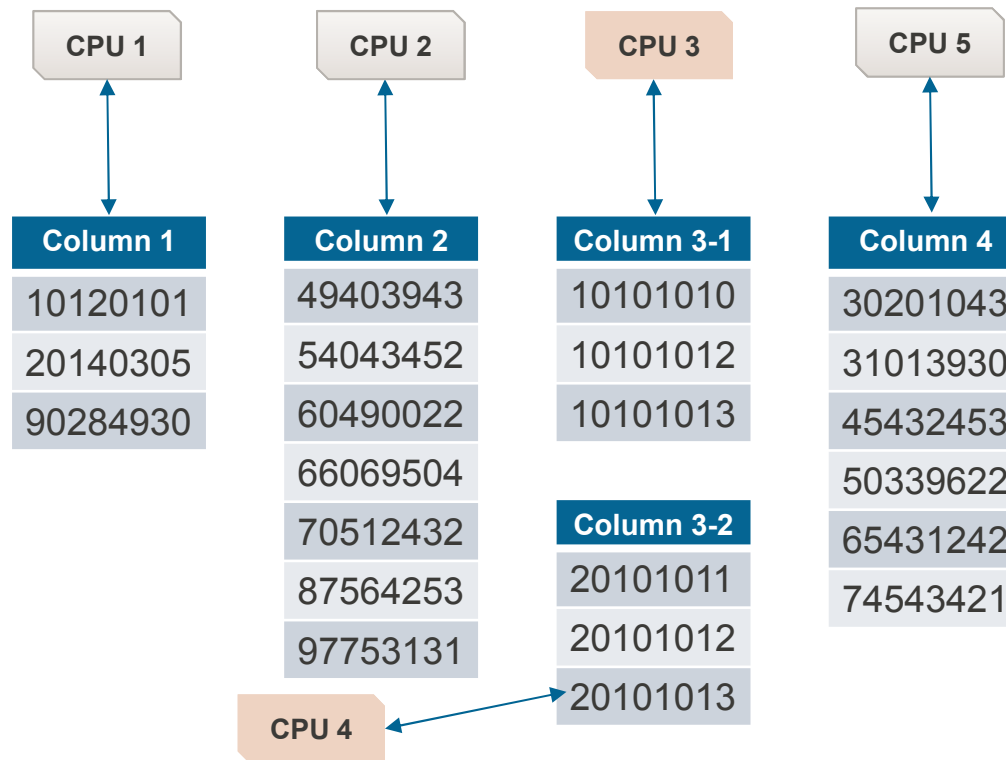 CPU 1
CPU 2
CPU 3
CPU 5
Column 1
10120101
20140305
90284930
Column 2
49403943
54043452
60490022
66069504
70512432
87564253
97753131
Column 3-1
10101010
10101012
10101013
Column 3-2
20101011
20101012
20101013
Column 4
30201043
31013930
45432453
50339622
65431242
74543421
CPU 4